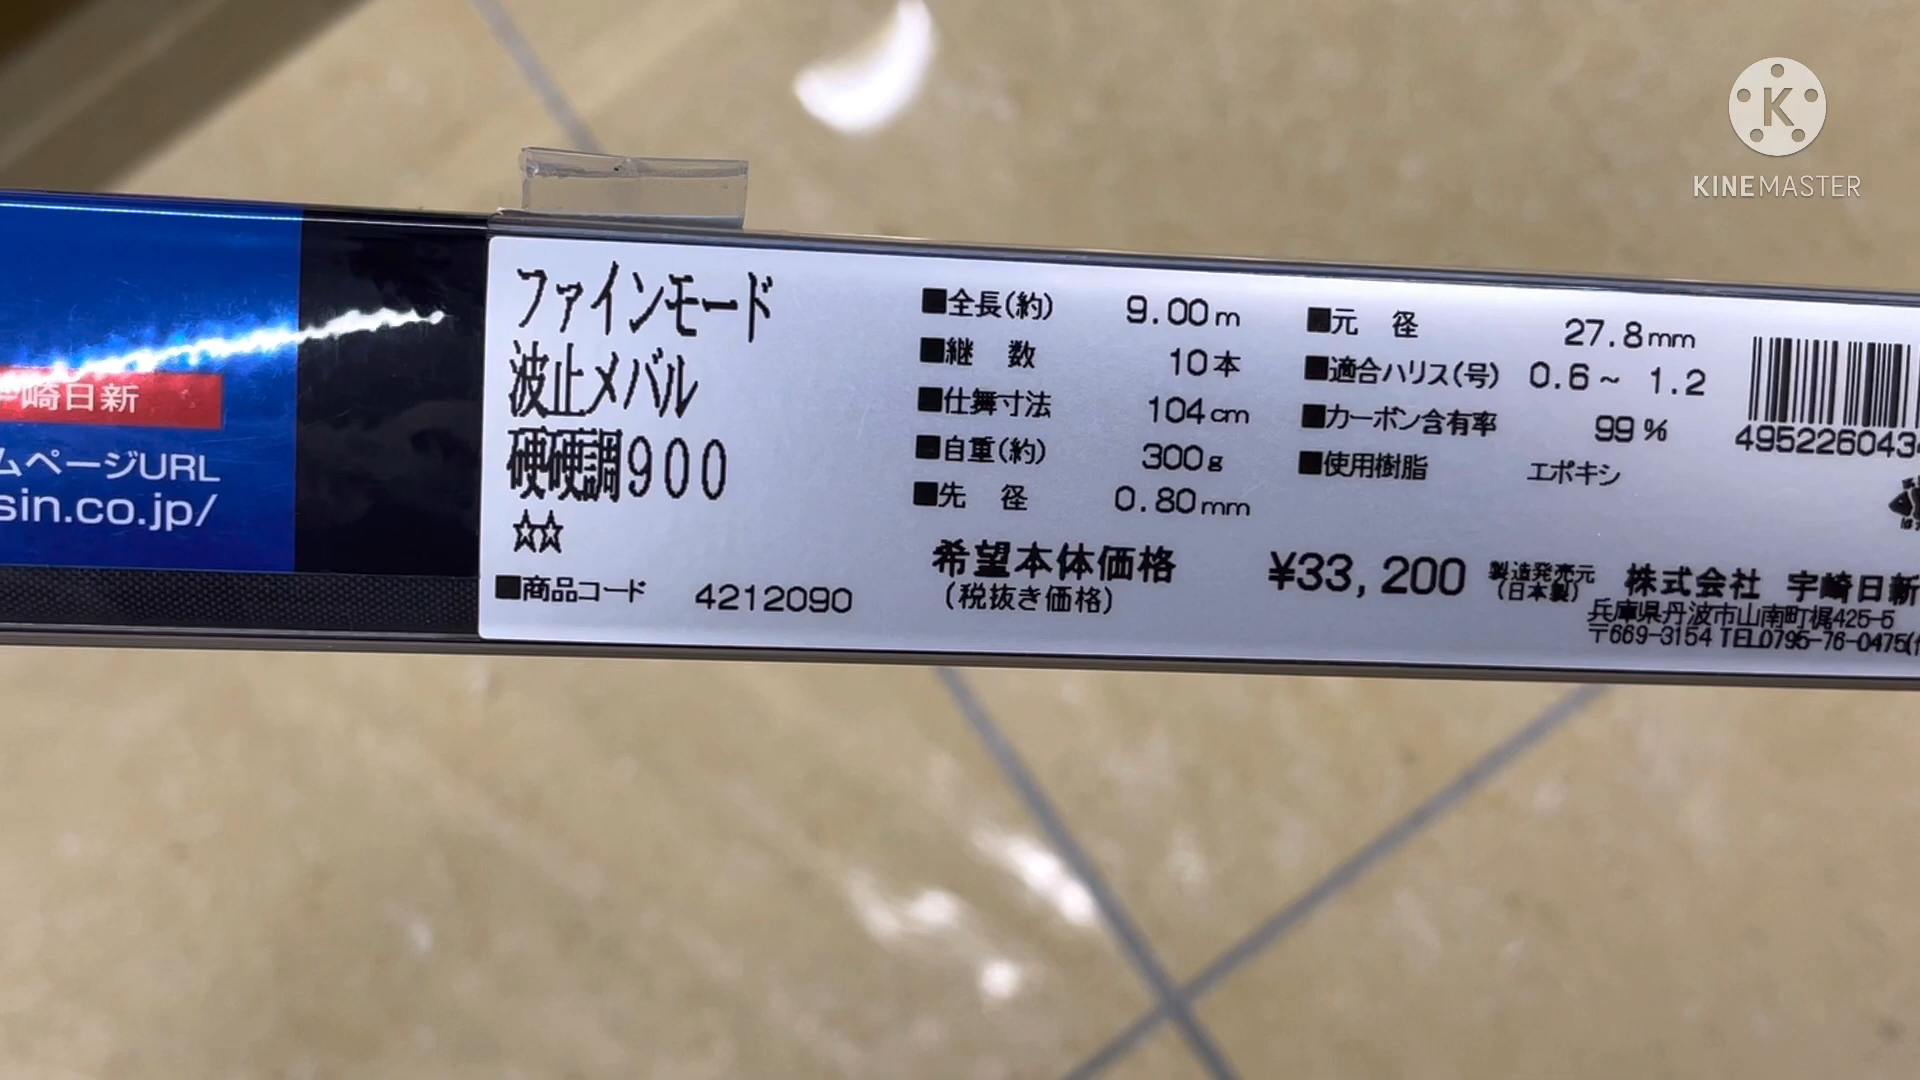 KINEMASTER
崎日新
ムページURL
sin.co.jp/
ファインモード
波止メバル
硬硬調900
☆☆
■商品コード 4212090
■全長(約) 9.00m
■継 数 10本
■仕舞寸法 104cm
■自重(約) 300g
■先 径 0.80mm
■元 径 27.8mm
■適合ハリス(号) 0.6~ 1.2
■カーボン含有率 99%
■使用樹脂 エポキシ
希望本体価格 ¥33,200
(税抜き価格)
製造発売元
(日本製)
株式会社 宇崎日新
兵庫県丹波市山南町梶425-5
〒669-3154 TEL0795-76-0475
495226043